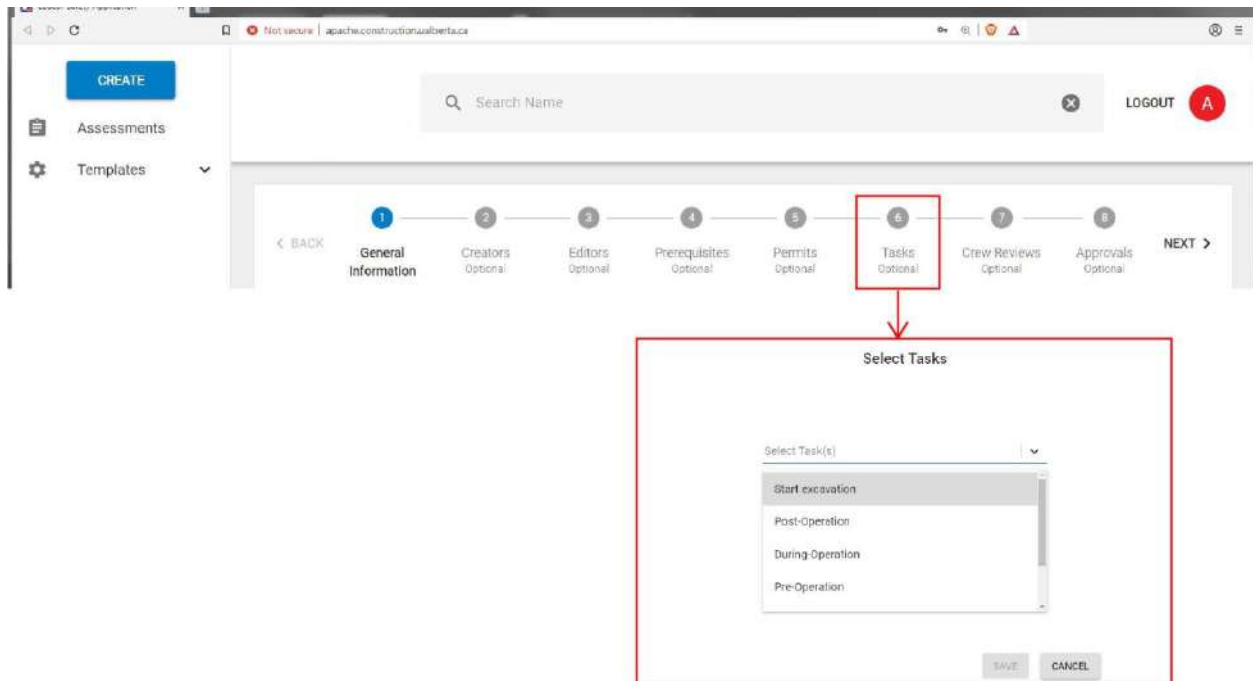 Not secure | apache.construction.ualberta.ca
CREATE
Search Name
LOGOUT A
Assessments
Templates
1 2 3 4 5 6 7 8
< BACK General Information Creators Optional Editors Optional Prerequisites Optional Permits Optional Tasks Optional Crew Reviews Optional Approvals Optional NEXT >
Select Tasks
Select Task(s)
Start excavation
Post-Operation
During-Operation
Pre-Operation
SAVE CANCEL